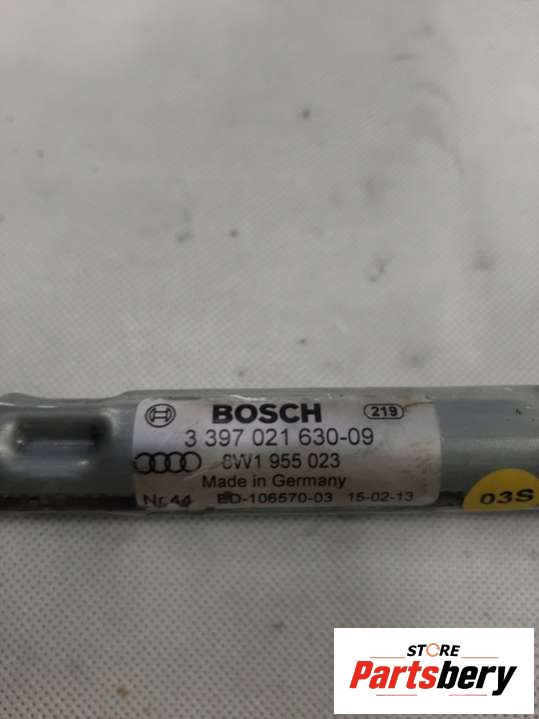 BOSCH 219
3 397 021 630-09
8W1 955 023
Made in Germany
Nr.44 ED-106570-03 15-02-13
03S
STORE
Partsbery